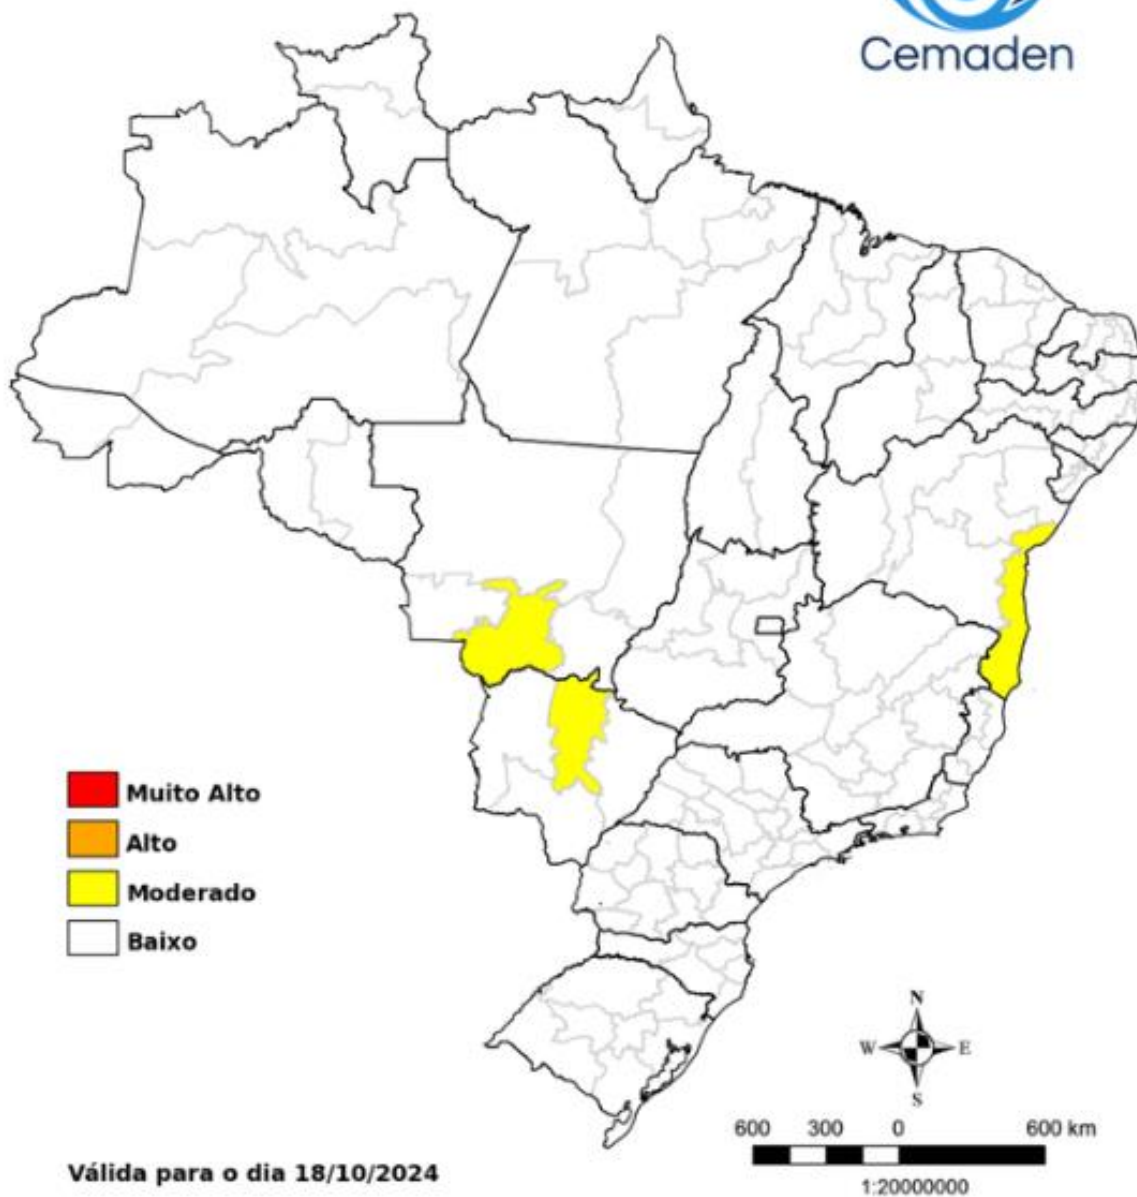 Cemaden
Muito Alto
Alto
Moderado
Baixo
N
W E
S
600 300 0 600 km
1:20000000
Válida para o dia 18/10/2024